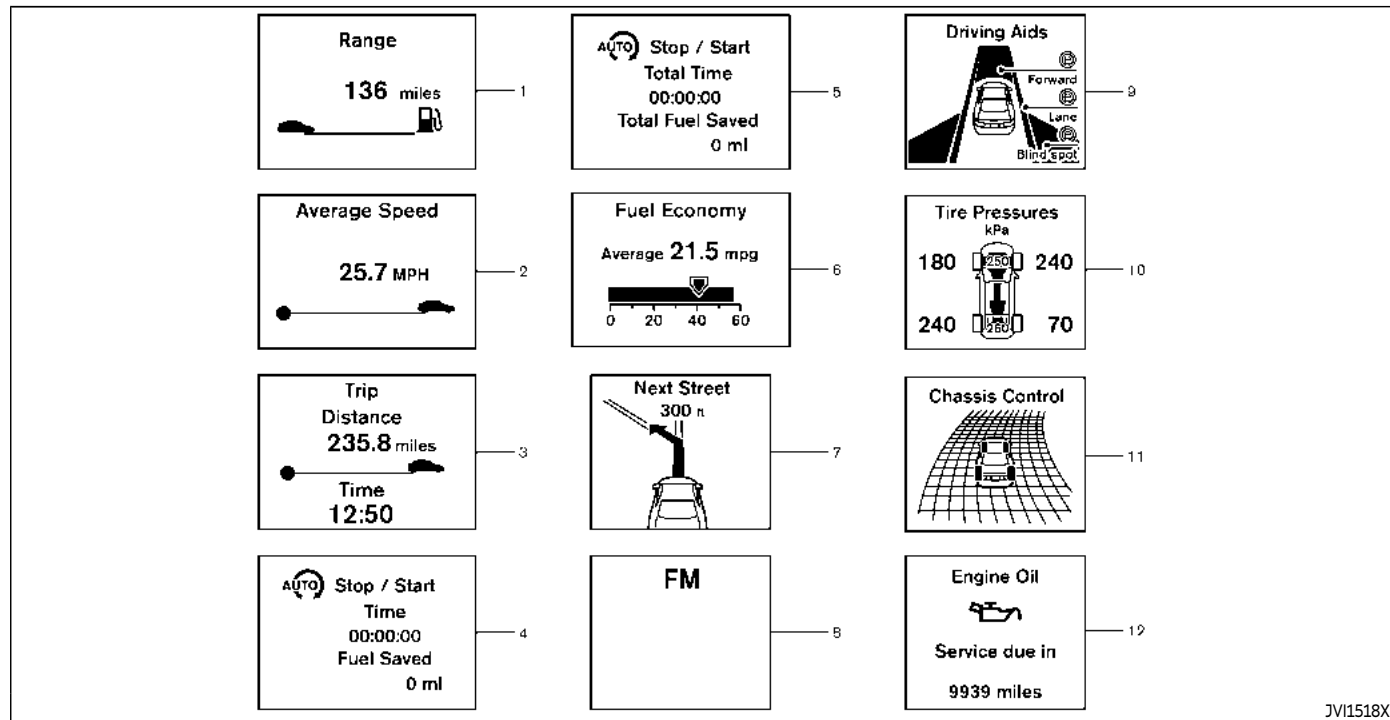 Range
136 miles
1
Average Speed
25.7 MPH
2
Trip
Distance
235.8 miles
Time
12:50
3
AUTO Stop / Start
Time
00:00:00
Fuel Saved
0 ml
4
AUTO Stop / Start
Total Time
00:00:00
Total Fuel Saved
0 ml
5
Fuel Economy
Average 21.5 mpg
0 20 40 60
6
Next Street
300
7
FM
8
Driving Aids
Forward
Lane
Blind spot
9
Tire Pressures
kPa
180 250 240
240 260 70
10
Chassis Control
11
Engine Oil
Service due in
9939 miles
12
JVI1518X